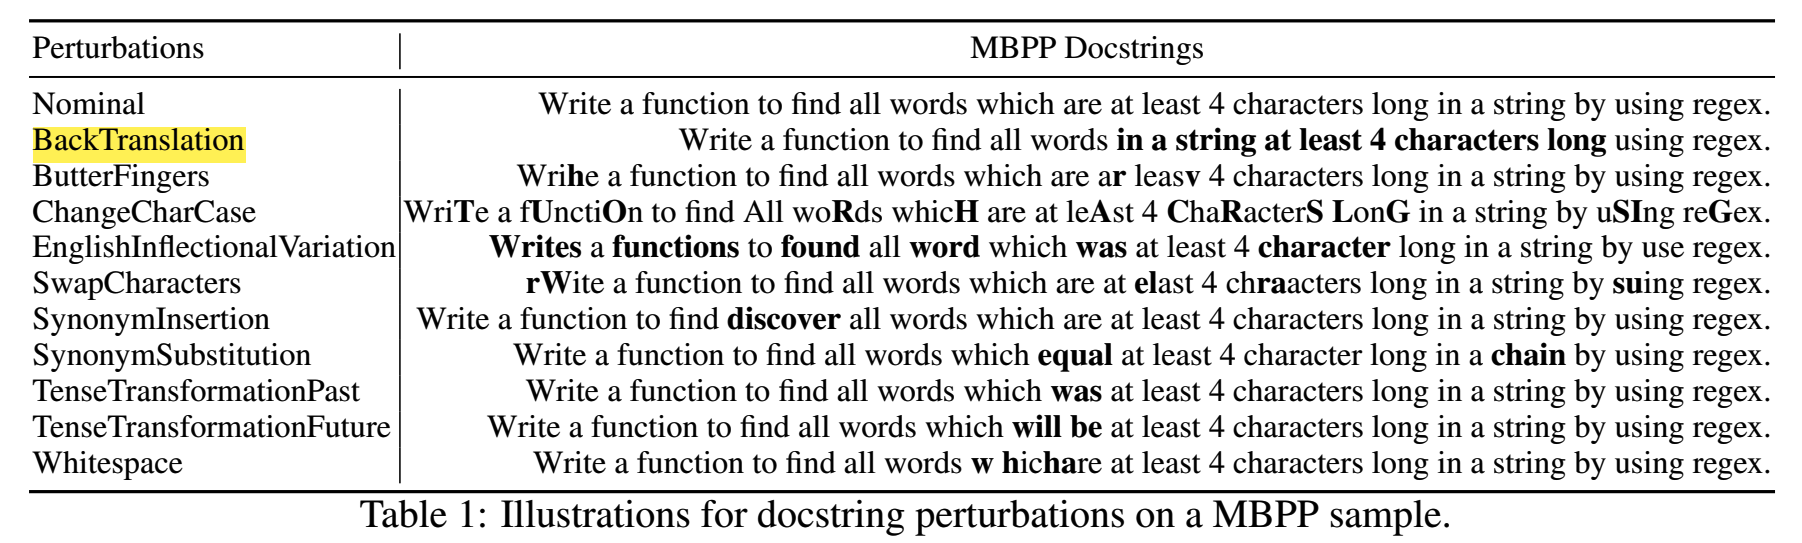 Perturbations MBPP Docstrings
Nominal Write a function to find all words which are at least 4 characters long in a string by using regex.
BackTranslation Write a function to find all words in a string at least 4 characters long using regex.
ButterFingers Wrihe a function to find all words which are ar leasv 4 characters long in a string by using regex.
ChangeCharCase WriTe a fUnctiOn to find All woRds whicH are at leAst 4 ChaRacterS LonG in a string by uSIng reGex.
EnglishInflectionalVariation Writes a functions to found all word which was at least 4 character long in a string by use regex.
SwapCharacters rWite a function to find all words which are at elast 4 chraacters long in a string by suing regex.
SynonymInsertion Write a function to find discover all words which are at least 4 characters long in a string by using regex.
SynonymSubstitution Write a function to find all words which equal at least 4 character long in a chain by using regex.
TenseTransformationPast Write a function to find all words which was at least 4 characters long in a string by using regex.
TenseTransformationFuture Write a function to find all words which will be at least 4 characters long in a string by using regex.
Whitespace Write a function to find all words w hichare at least 4 characters long in a string by using regex.
Table 1: Illustrations for docstring perturbations on a MBPP sample.